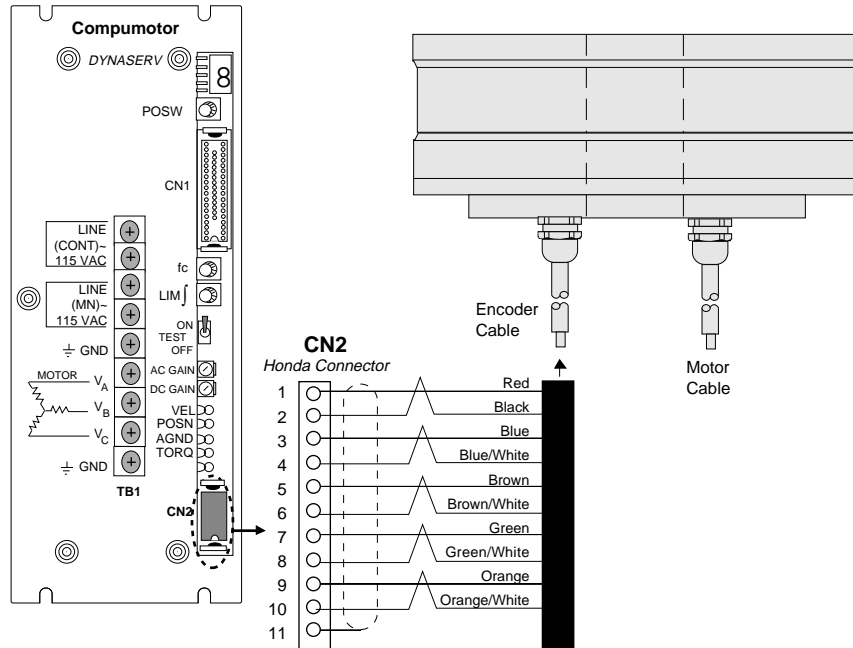 Compumotor
DYNASERV
8
POSW
CN1
LINE
(CONT)~
115 VAC
LINE
(MN)~
115 VAC
GND
MOTOR
VA
VB
VC
GND
TB1
fc
LIM∫
ON
TEST
OFF
AC GAIN
DC GAIN
VEL
POSN
AGND
TORQ
CN2
CN2
Honda Connector
1 Red
2 Black
3 Blue
4 Blue/White
5 Brown
6 Brown/White
7 Green
8 Green/White
9 Orange
10 Orange/White
11
Encoder
Cable
Motor
Cable